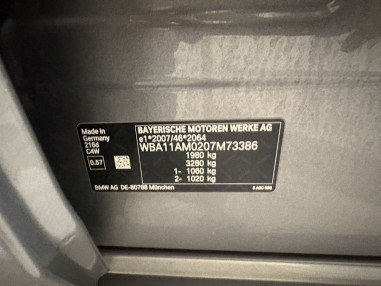 Made in
Germany
216d
C4W
0.57
BAYERISCHE MOTOREN WERKE AG
e1*2007/46*2064
WBA11AM0207M73386
1980 kg
3280 kg
1- 1060 kg
2- 1020 kg
BMW AG DE-80788 München